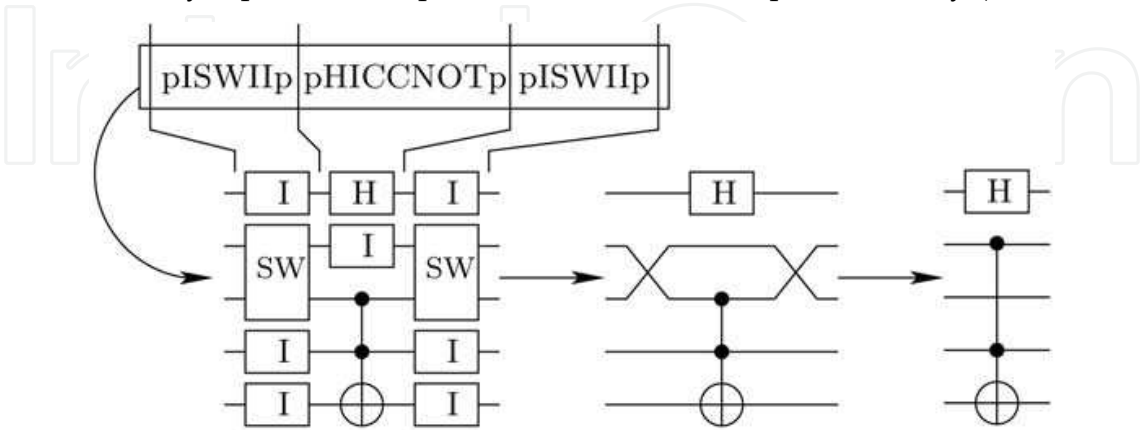 pISWIIp pHICCNOTp pISWIIp
I H I H H
I
SW SW
I I
I I